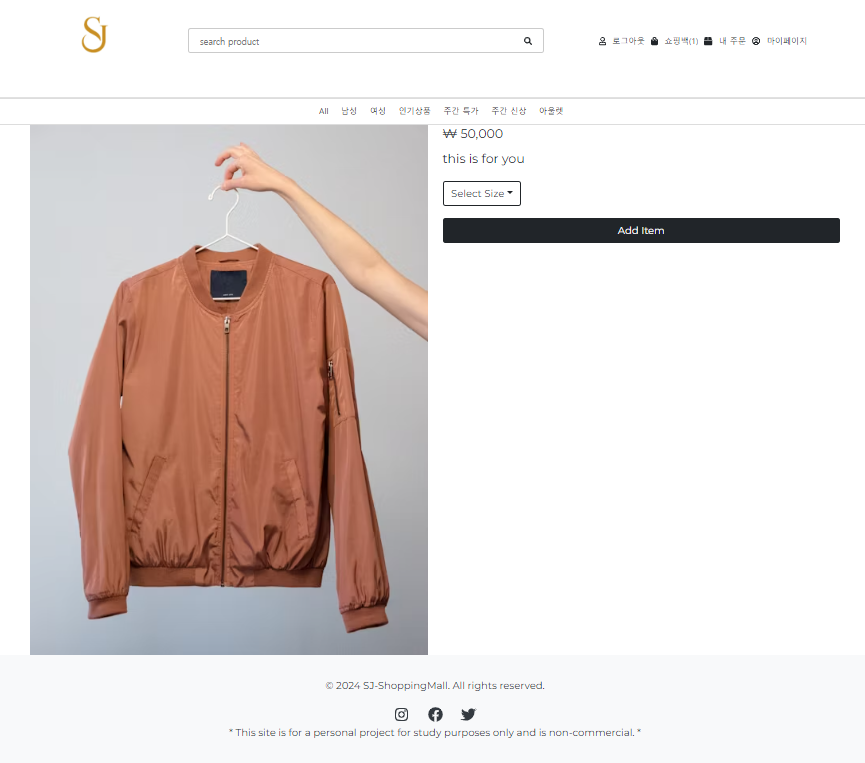 SJ
search product
로그아웃 쇼핑백(1) 내 주문 마이페이지
All 남성 여성 인기상품 주간 특가 주간 신상 아울렛
₩ 50,000
this is for you
Select Size
Add Item
© 2024 SJ-ShoppingMall. All rights reserved.
* This site is for a personal project for study purposes only and is non-commercial. *